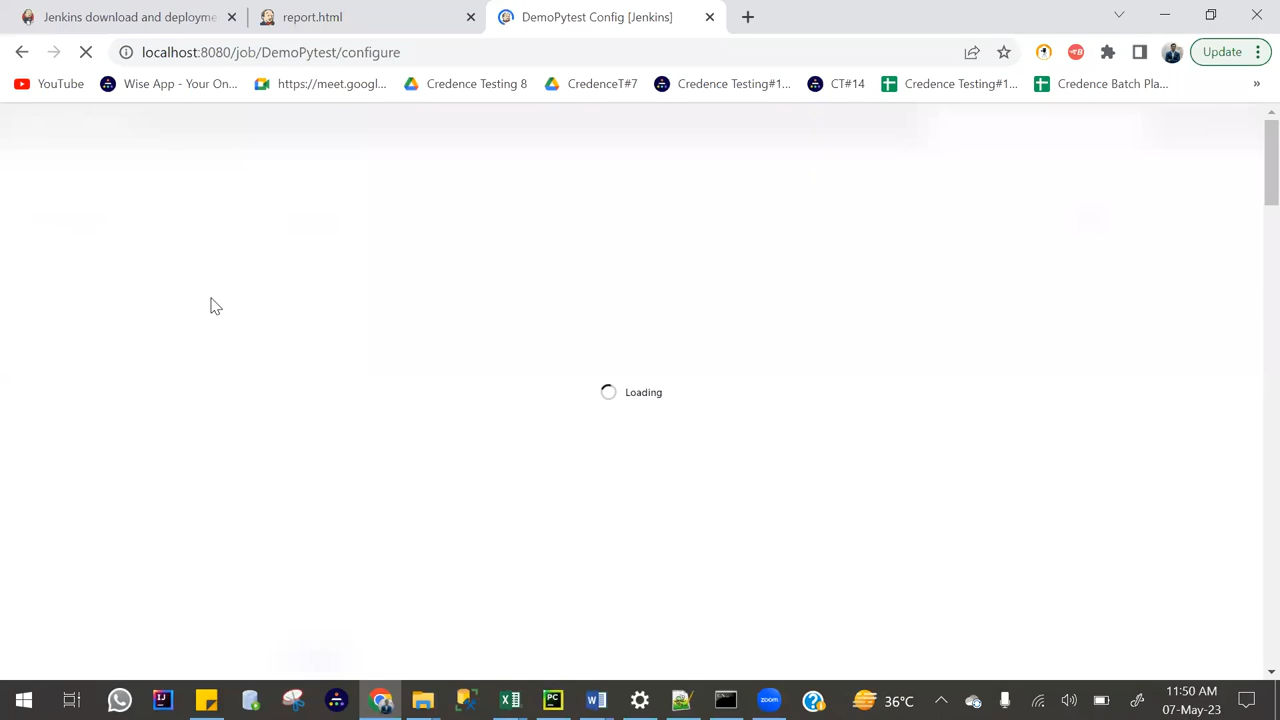 Jenkins download and deployme
report.html
DemoPytest Config [Jenkins]
localhost:8080/job/DemoPytest/configure
Update
YouTube
Wise App - Your On...
https://meet.googl...
Credence Testing 8
CredenceT#7
Credence Testing#1...
CT#14
Credence Testing#1...
Credence Batch Pla...
»
Loading
36°C
11:50 AM
07-May-23